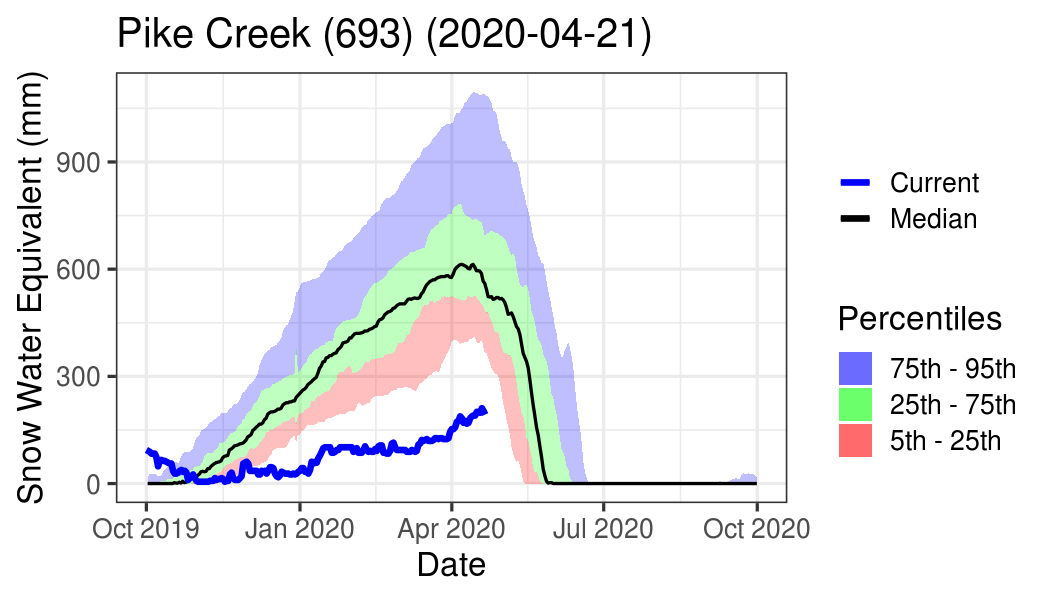 Pike Creek (693) (2020-04-21)
Snow Water Equivalent (mm)
900
600
300
0
Oct 2019
Jan 2020
Apr 2020
Jul 2020
Oct 2020
Date
Current
Median
Percentiles
75th - 95th
25th - 75th
5th - 25th